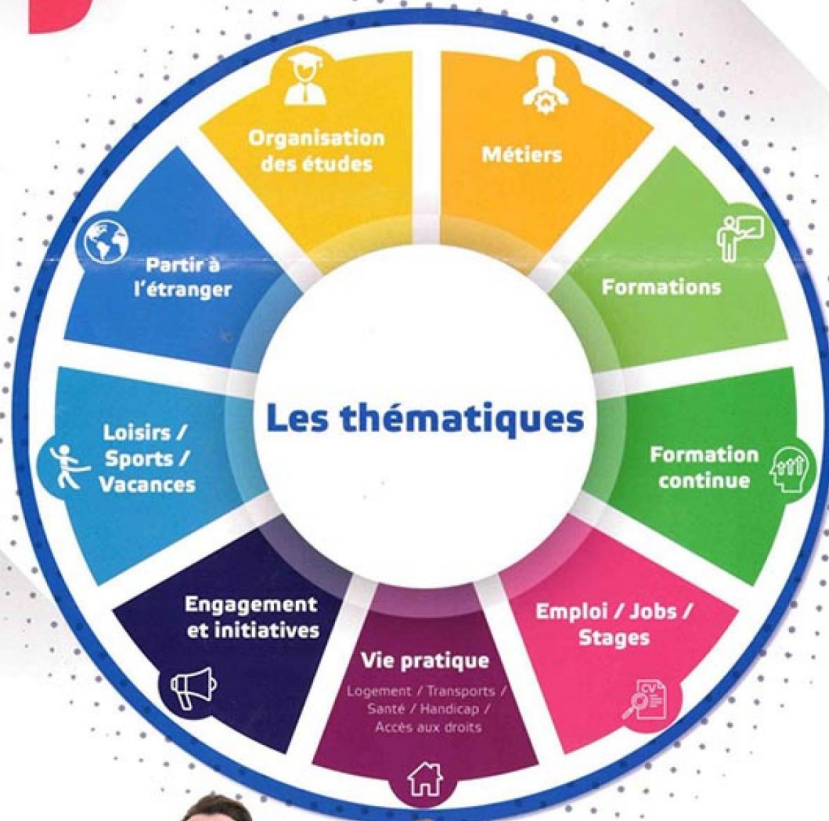 Organisation
des études
Métiers
Partir à
l'étranger
Formations
Les thématiques
Loisirs /
Sports /
Vacances
Formation
continue
Engagement
et initiatives
Emploi / Jobs /
Stages
Vie pratique
Logement / Transports /
Santé / Handicap /
Accès aux droits
CV